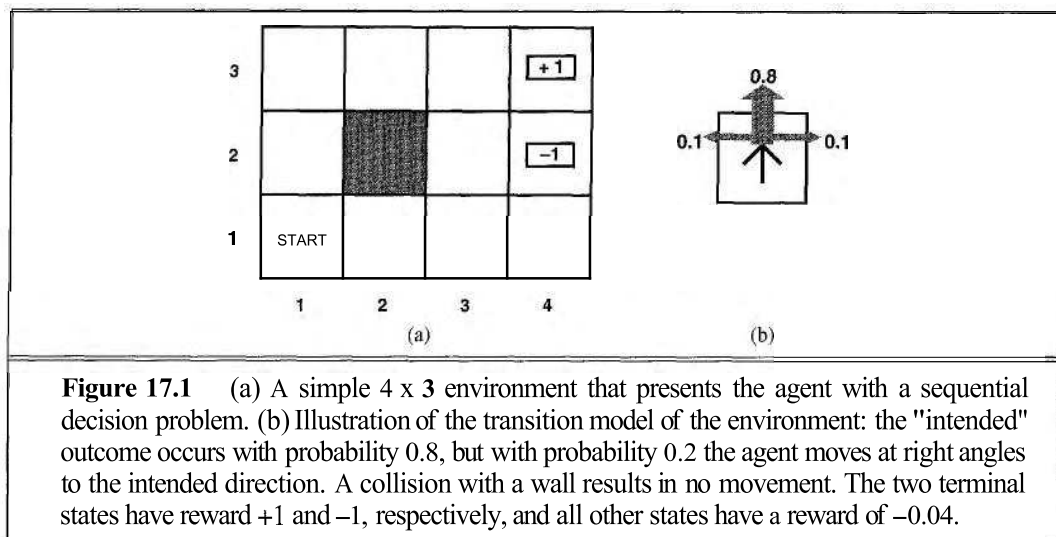 3
+1
0.8
0.1
0.1
2
–1
1
START
1 2 3 4
(a) (b)
Figure 17.1 (a) A simple 4 x 3 environment that presents the agent with a sequential
decision problem. (b) Illustration of the transition model of the environment: the "intended"
outcome occurs with probability 0.8, but with probability 0.2 the agent moves at right angles
to the intended direction. A collision with a wall results in no movement. The two terminal
states have reward +1 and –1, respectively, and all other states have a reward of –0.04.